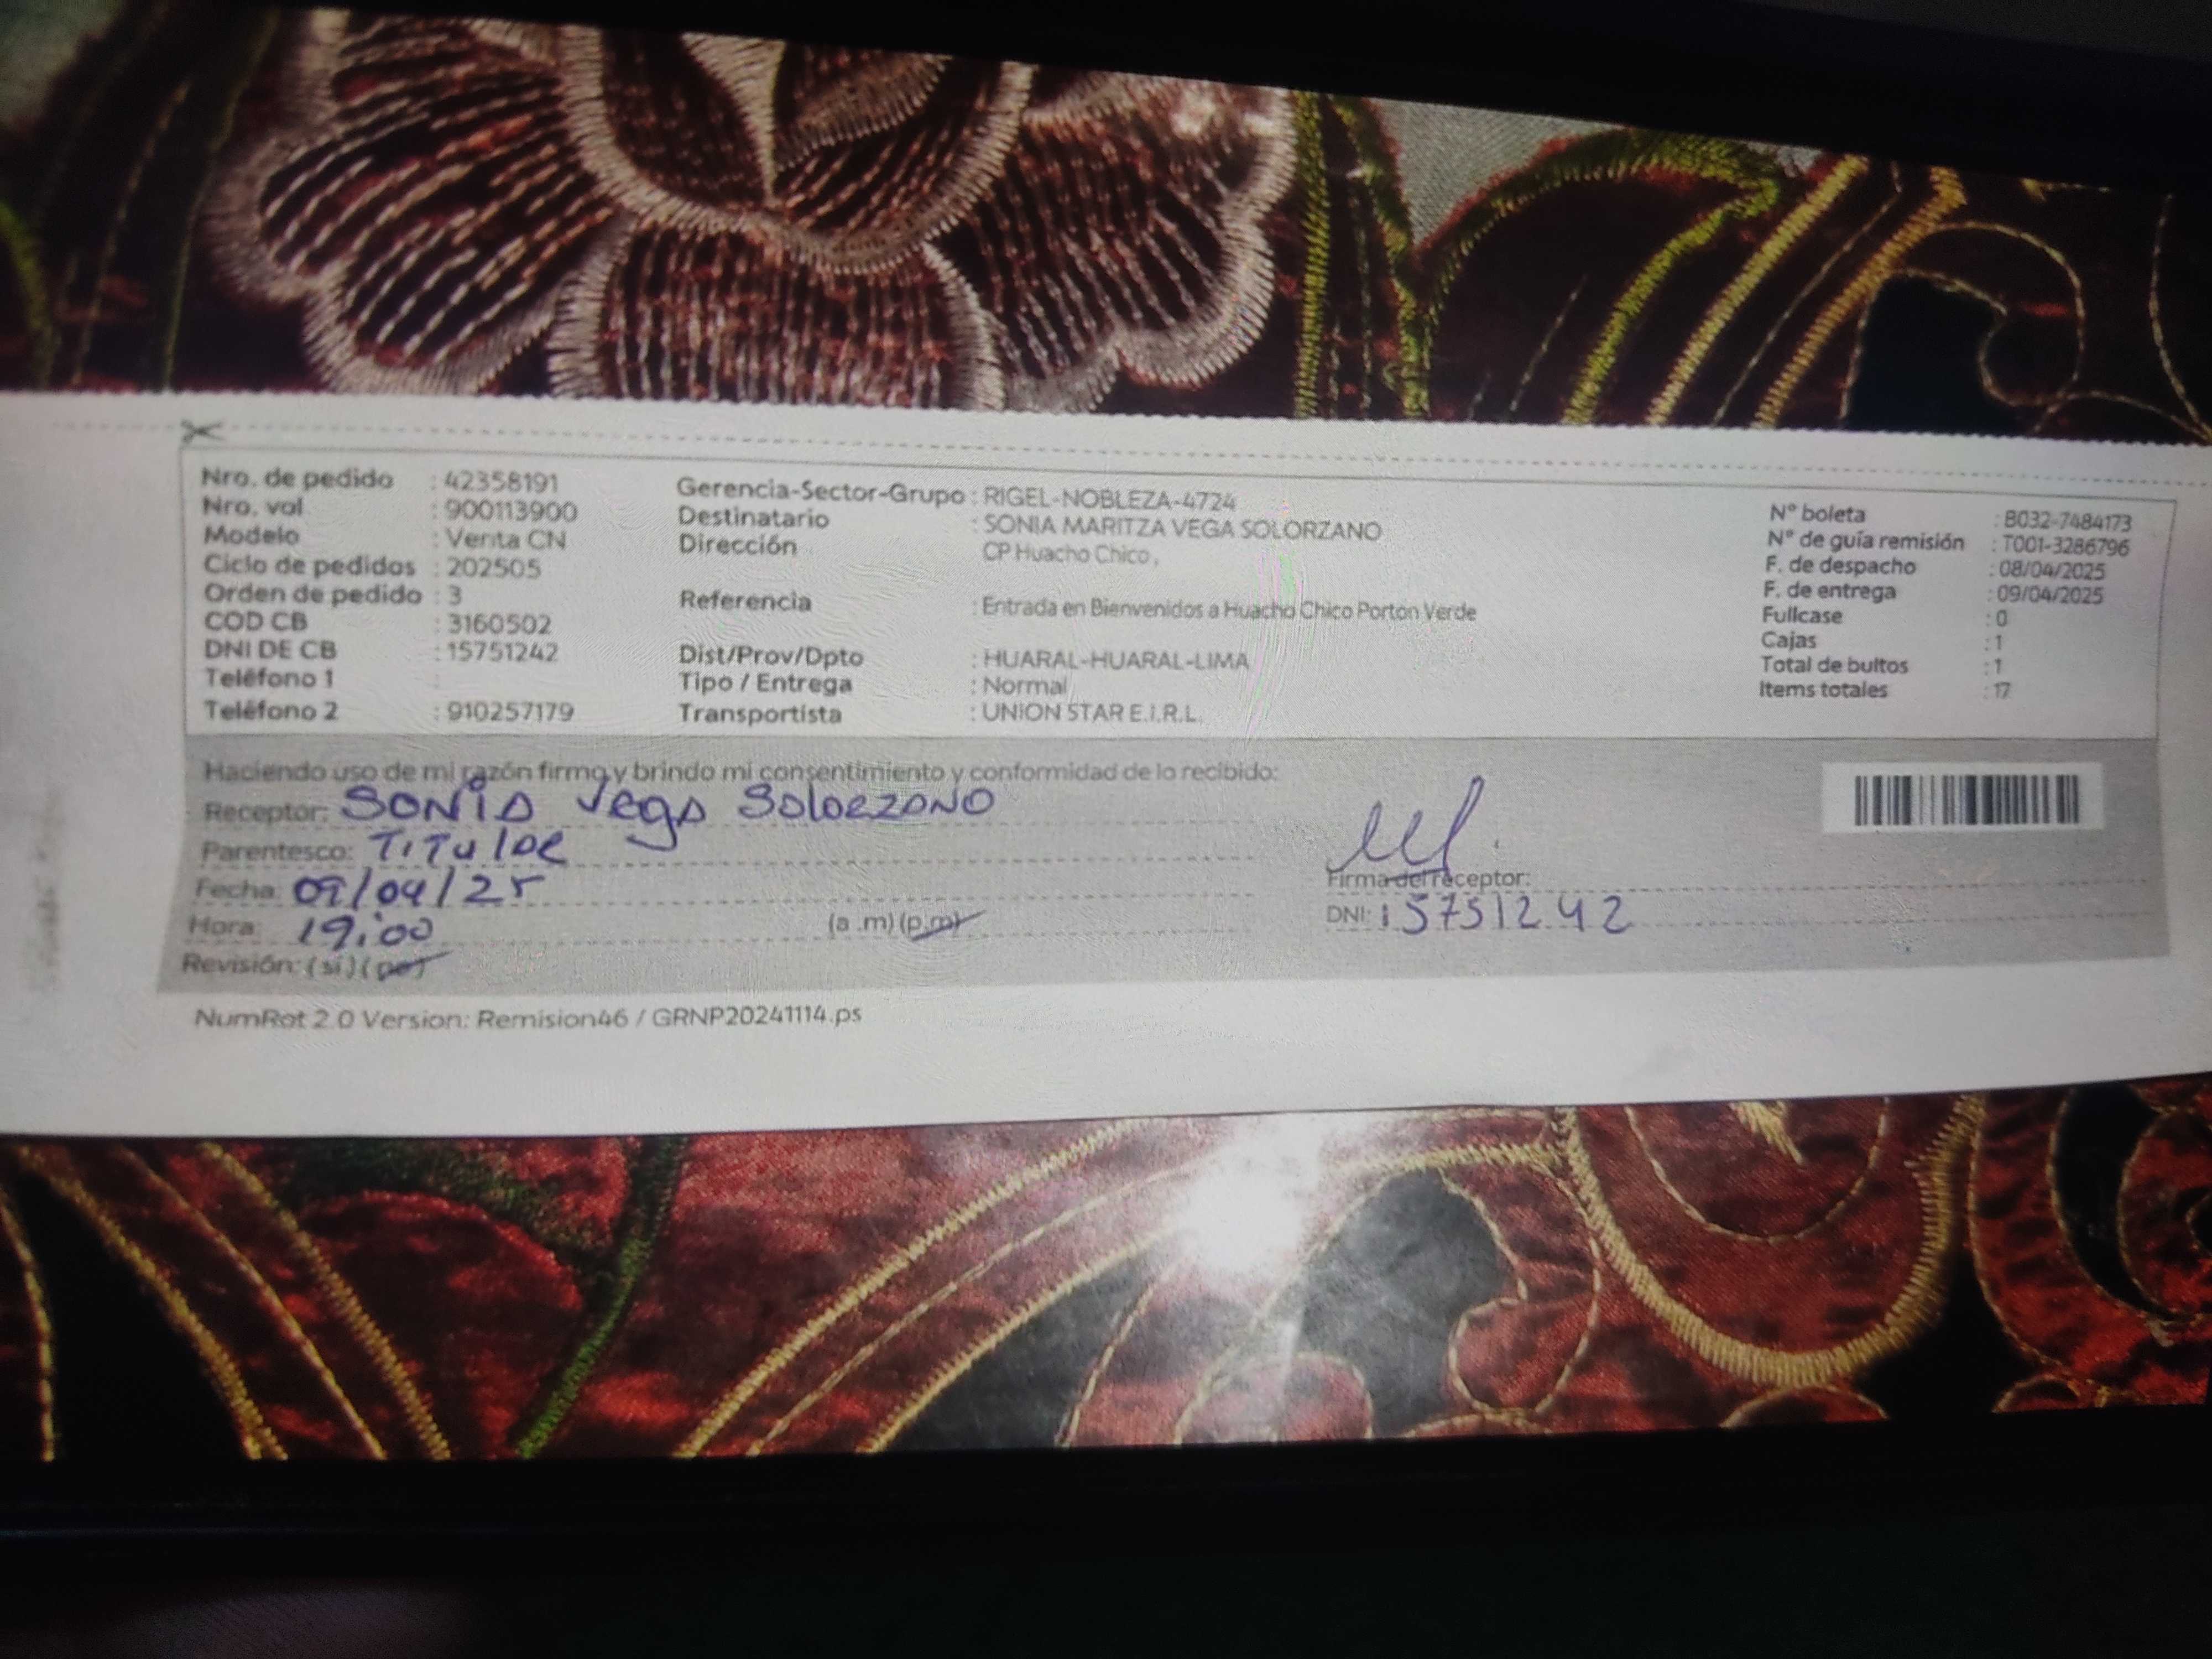 Nro. de pedido : 42358191
Nro. vol : 900113900
Modelo : Venta CN
Ciclo de pedidos : 202505
Orden de pedido : 3
COD CB : 3160502
DNI DE CB : 15751242
Teléfono 1 :
Teléfono 2 : 910257179
Gerencia-Sector-Grupo : RIGEL-NOBLEZA-4724
Destinatario : SONIA MARITZA VEGA SOLORZANO
Dirección CP Huacho Chico ,
Referencia : Entrada en Bienvenidos a Huacho Chico Porton Verde
Dist/Prov/Dpto : HUARAL-HUARAL-LIMA
Tipo / Entrega : Normal
Transportista : UNION STAR E.I.R.L.
N° boleta : B032-7484173
N° de guía remisión : T001-3286796
F. de despacho : 08/04/2025
F. de entrega : 09/04/2025
Fullcase : 0
Cajas : 1
Total de bultos : 1
Items totales : 17
Haciendo uso de mi razón firmo y brindo mi consentimiento y conformidad de lo recibido:
Receptor: SONIA Vega SOLORZANO
Parentesco: TITULAR
Fecha: 09/04/25
Hora: 19:00 (a .m) (p.m)
Revisión: (si) (no)
Firma del receptor:
DNI: 15751242
NumRot 2.0 Version: Remision46 / GRNP20241114.ps